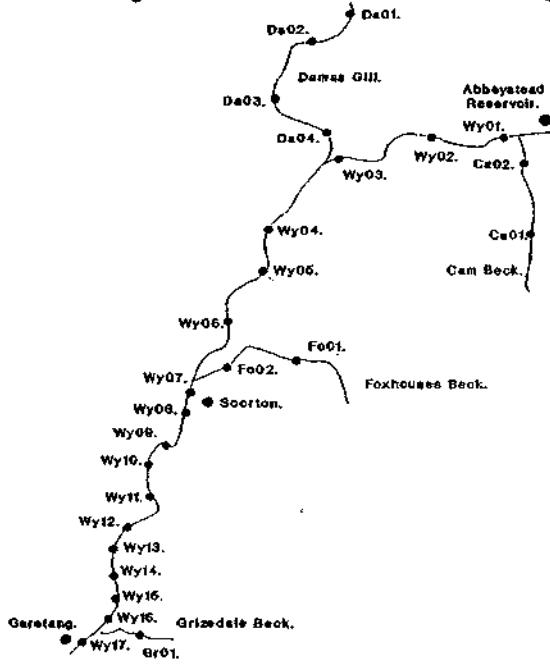 Da01.
Da02.
Damas Gill.
Da03.
Abbeystead
Reservoir.
Da04.
Wy01.
Wy02.
Ca02.
Wy03.
Wy04.
Ca01.
Wy05.
Cam Beck.
Wy06.
Fo01.
Fo02.
Wy07.
Foxhouses Beck.
Scorton.
Wy08.
Wy09.
Wy10.
Wy11.
Wy12.
Wy13.
Wy14.
Wy15.
Wy16.
Garstang.
Grizedale Beck.
Wy17.
Gr01.